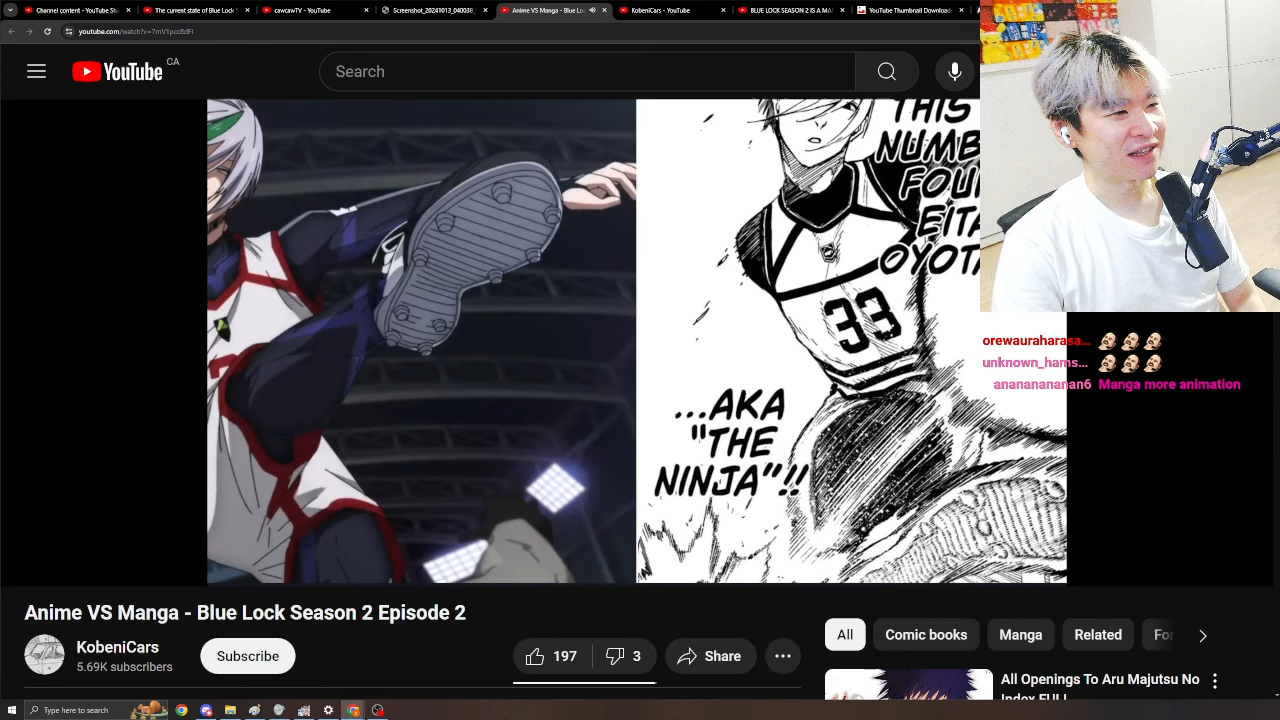 Channel content - YouTube Stu
The current state of Blue Lock S
cawcawTV - YouTube
Screenshot_20241013_040038_
Anime VS Manga - Blue Lo
KobeniCars - YouTube
BLUE LOCK SEASON 2 IS A MA
YouTube Thumbnail Download
youtube.com/watch?v=7mV1pcc8dFI
YouTube CA
Search
THIS
NUMB
FOU
EITA
OYOTA
33
...AKA
"THE
NINJA"!!
orewauraharasa...
unknown_hams...
anananananan6 Manga more animation
Anime VS Manga - Blue Lock Season 2 Episode 2
KobeniCars
5.69K subscribers
Subscribe
197
3
Share
All
Comic books
Manga
Related
For
All Openings To Aru Majutsu No
Index FULL
Type here to search